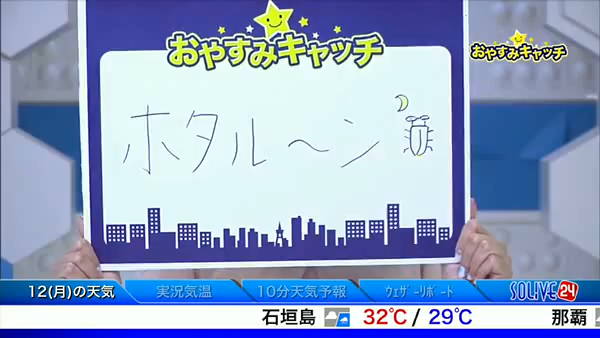 おやすみキャッチ
おやすみキャッチ
ホタル〜ン
12(月)の天気 実況気温 10分天気予報 ｳｪｻﾞｰﾘﾎﾟｰﾄ SOLiVE24
石垣島 32℃/29℃ 那覇